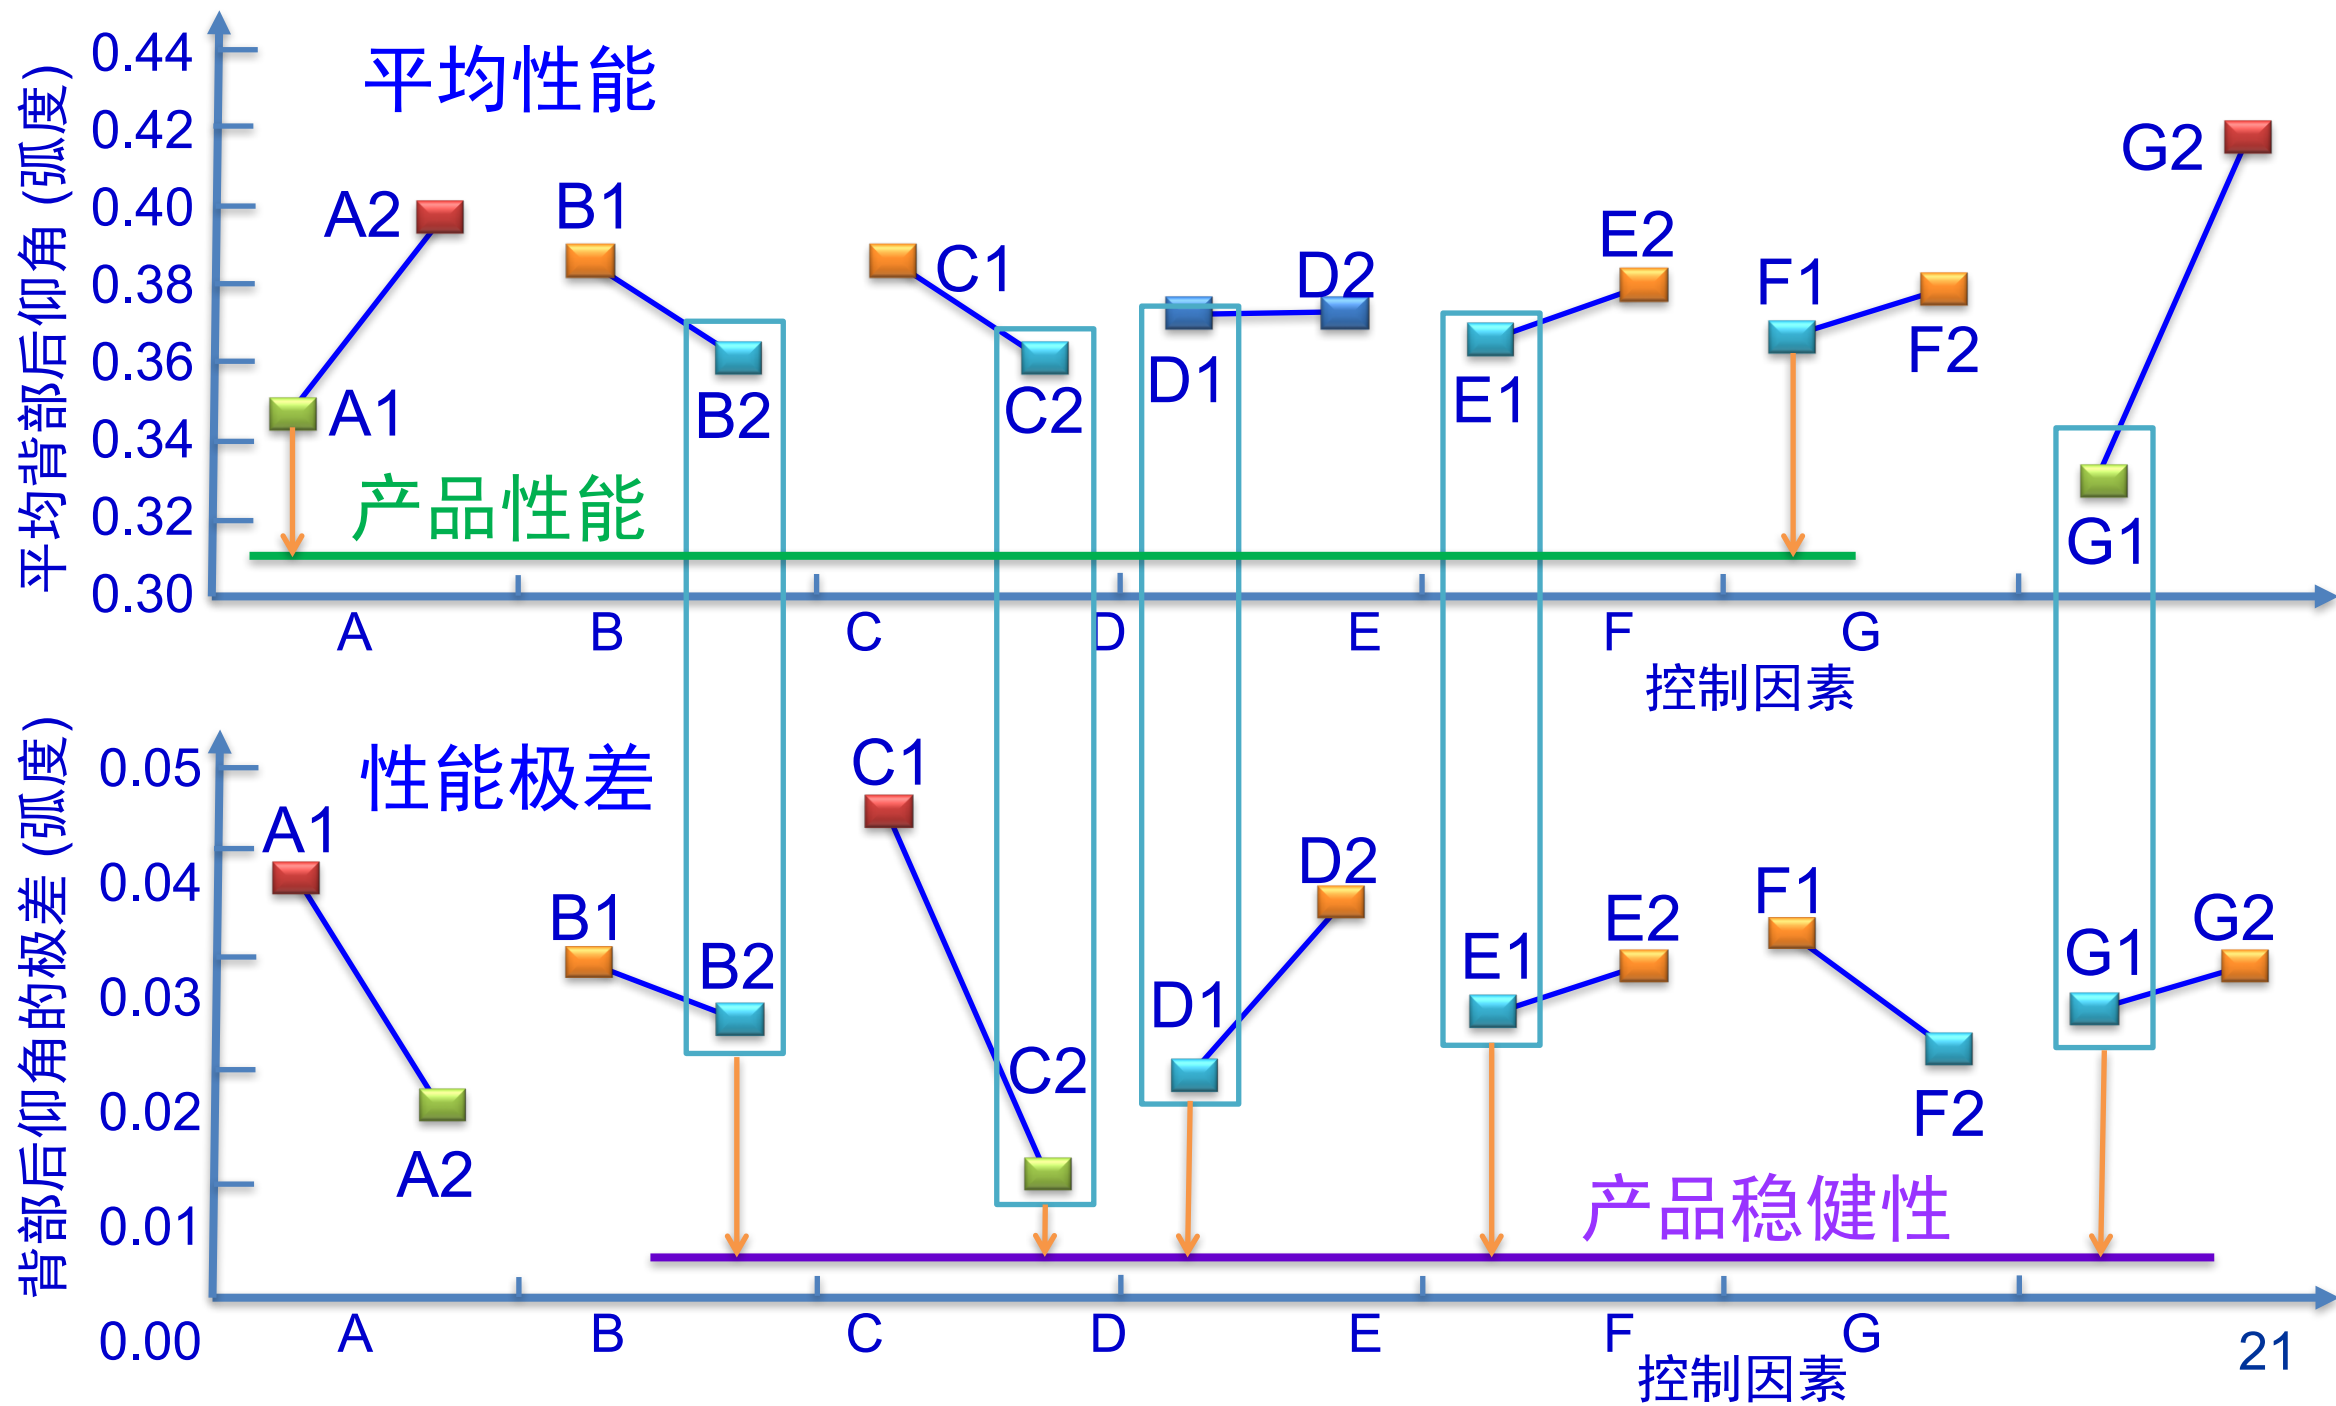 平均性能
平均背部后仰角 (弧度)
0.44
0.42
0.40
0.38
0.36
0.34
0.32
0.30
A2
A1
B1
B2
C1
C2
D2
D1
E2
E1
F1
F2
G2
G1
产品性能
A B C D E F G
控制因素
性能极差
背部后仰角的极差 (弧度)
0.05
0.04
0.03
0.02
0.01
0.00
A1
A2
B1
B2
C1
C2
D2
D1
E1
E2
F1
F2
G1
G2
产品稳健性
A B C D E F G
控制因素
21